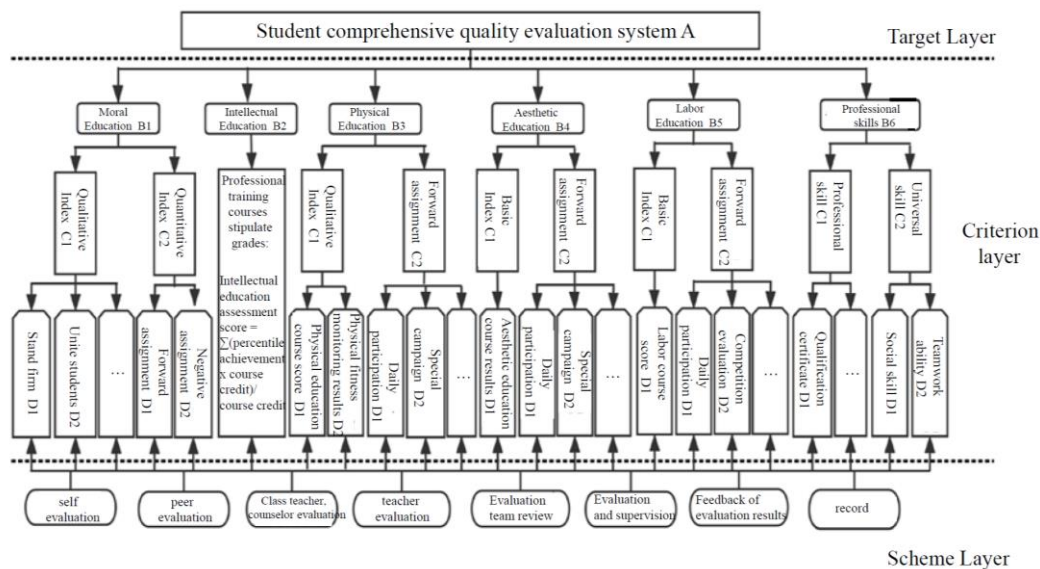 Student comprehensive quality evaluation system A
Target Layer
Moral
Education B1
Intellectual
Education B2
Physical
Education B3
Aesthetic
Education B4
Labor
Education B5
Professional
skills B6
Qualitative
Index C1
Quantitative
Index C2
Professional
training
courses
stipulate
grades:
Intellectual
education
assessment
score =
∑(percentile
achievement
x course
credit)/
course credit
Qualitative
Index C1
Forward
assignment C2
Basic
Index C1
Forward
assignment C2
Basic
Index C1
Forward
assignment C2
Professional
skill C1
Universal
skill C2
Criterion
layer
Stand firm D1
Unite students D2
...
Forward
assignment D1
Negative
assignment D2
Physical education
course score D1
Physical fitness
monitoring results D2
Daily
participation D1
Special
campaign D2
...
Aesthetic education
course results D1
Daily
participation D1
Special
campaign D2
...
Labor course
score D1
Daily
participation D1
Competition
evaluation D2
...
Qualification
certificate D1
...
Social skill D1
Teamwork
ability D2
self
evaluation
peer
evaluation
Class teacher,
counselor evaluation
teacher
evaluation
Evaluation
team review
Evaluation
and supervision
Feedback of
evaluation results
record
Scheme Layer